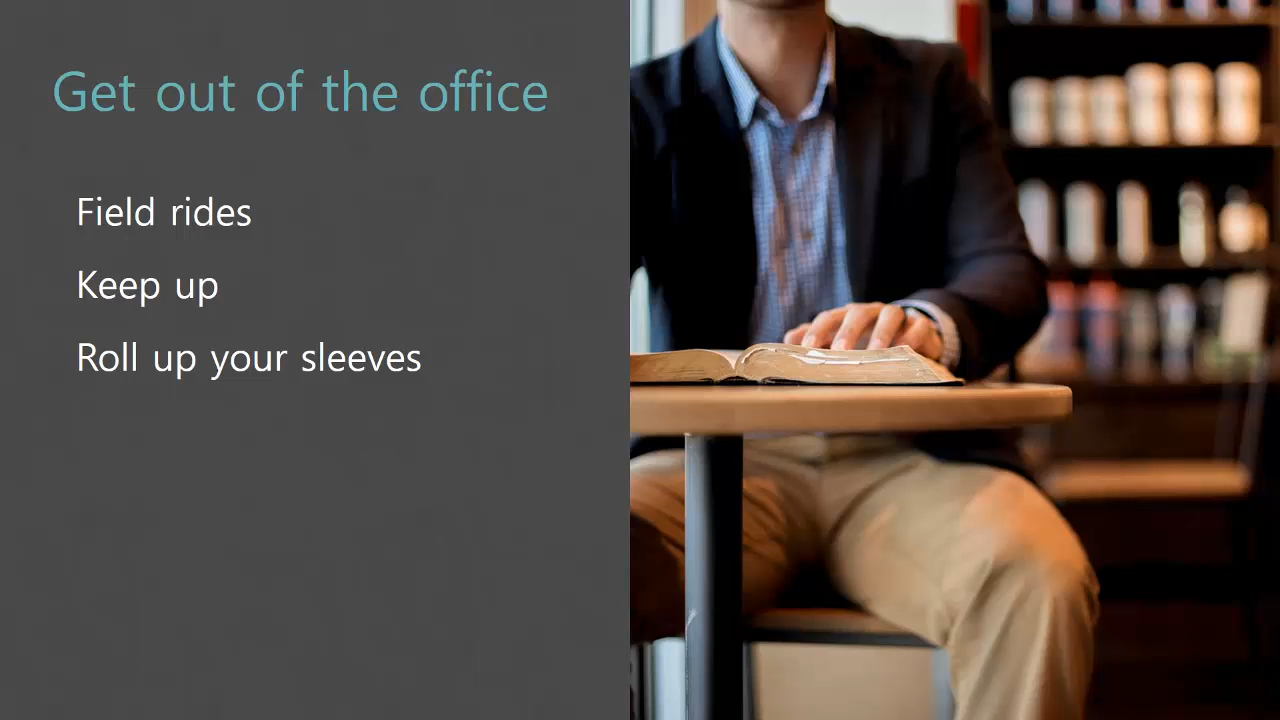 Get out of the office
Field rides
Keep up
Roll up your sleeves